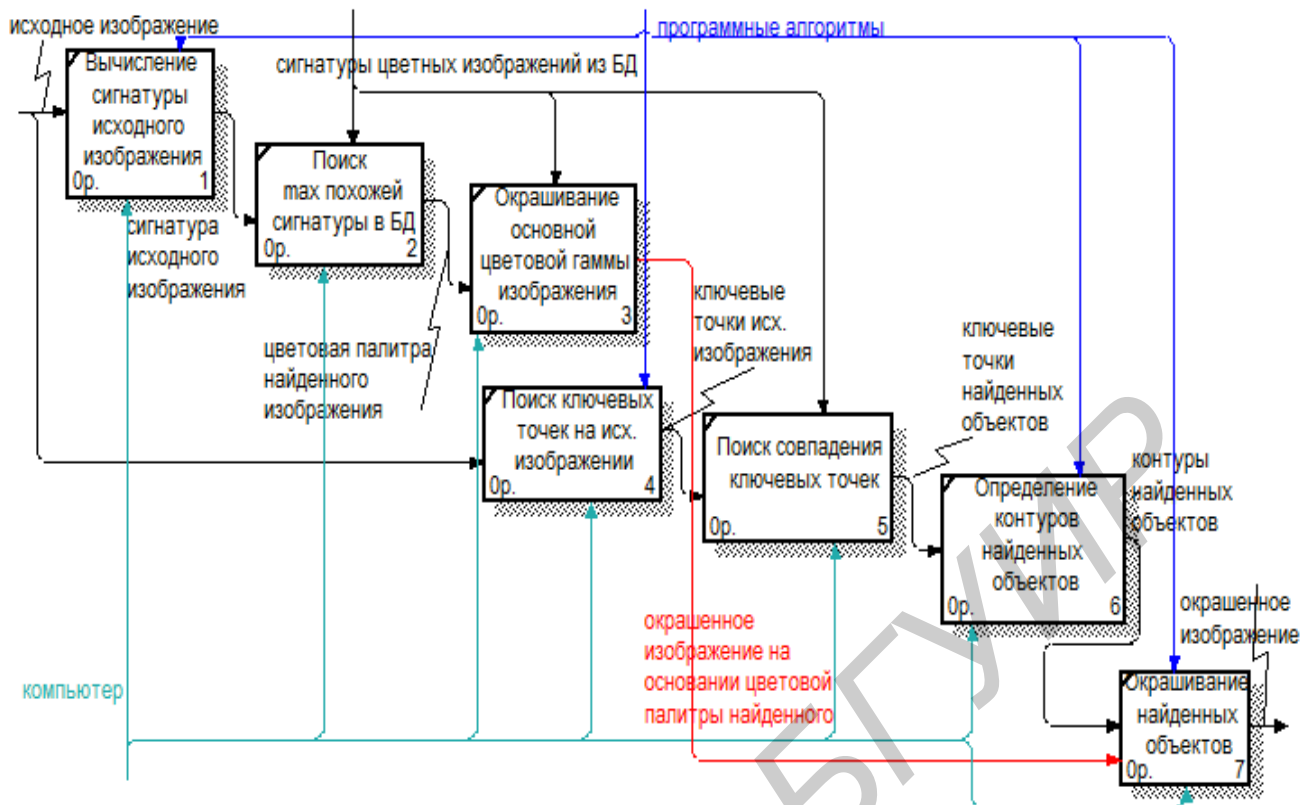 исходное изображение
программные алгоритмы
Вычисление
сигнатуры
исходного
изображения
0р. 1
сигнатуры цветных изображений из БД
Поиск
max похожей
сигнатуры в БД
0р. 2
сигнатура
исходного
изображения
Окрашивание
основной
цветовой гаммы
изображения
0р. 3
цветовая палитра
найденного
изображения
ключевые
точки исх.
изображения
Поиск ключевых
точек на исх.
изображении
0р. 4
ключевые
точки
найденных
объектов
Поиск совпадения
ключевых точек
0р. 5
контуры
найденных
объектов
Определение
контуров
найденных
объектов
0р. 6
окрашенное
изображение на
основании цветовой
палитры найденного
окрашенное
изображение
компьютер
Окрашивание
найденных
объектов
0р. 7
БГУИР